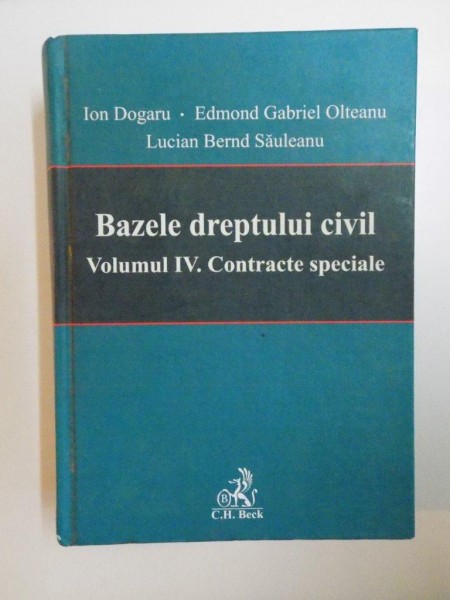 Ion Dogaru · Edmond Gabriel Olteanu
Lucian Bernd Săuleanu
Bazele dreptului civil
Volumul IV. Contracte speciale
B
C.H. Beck